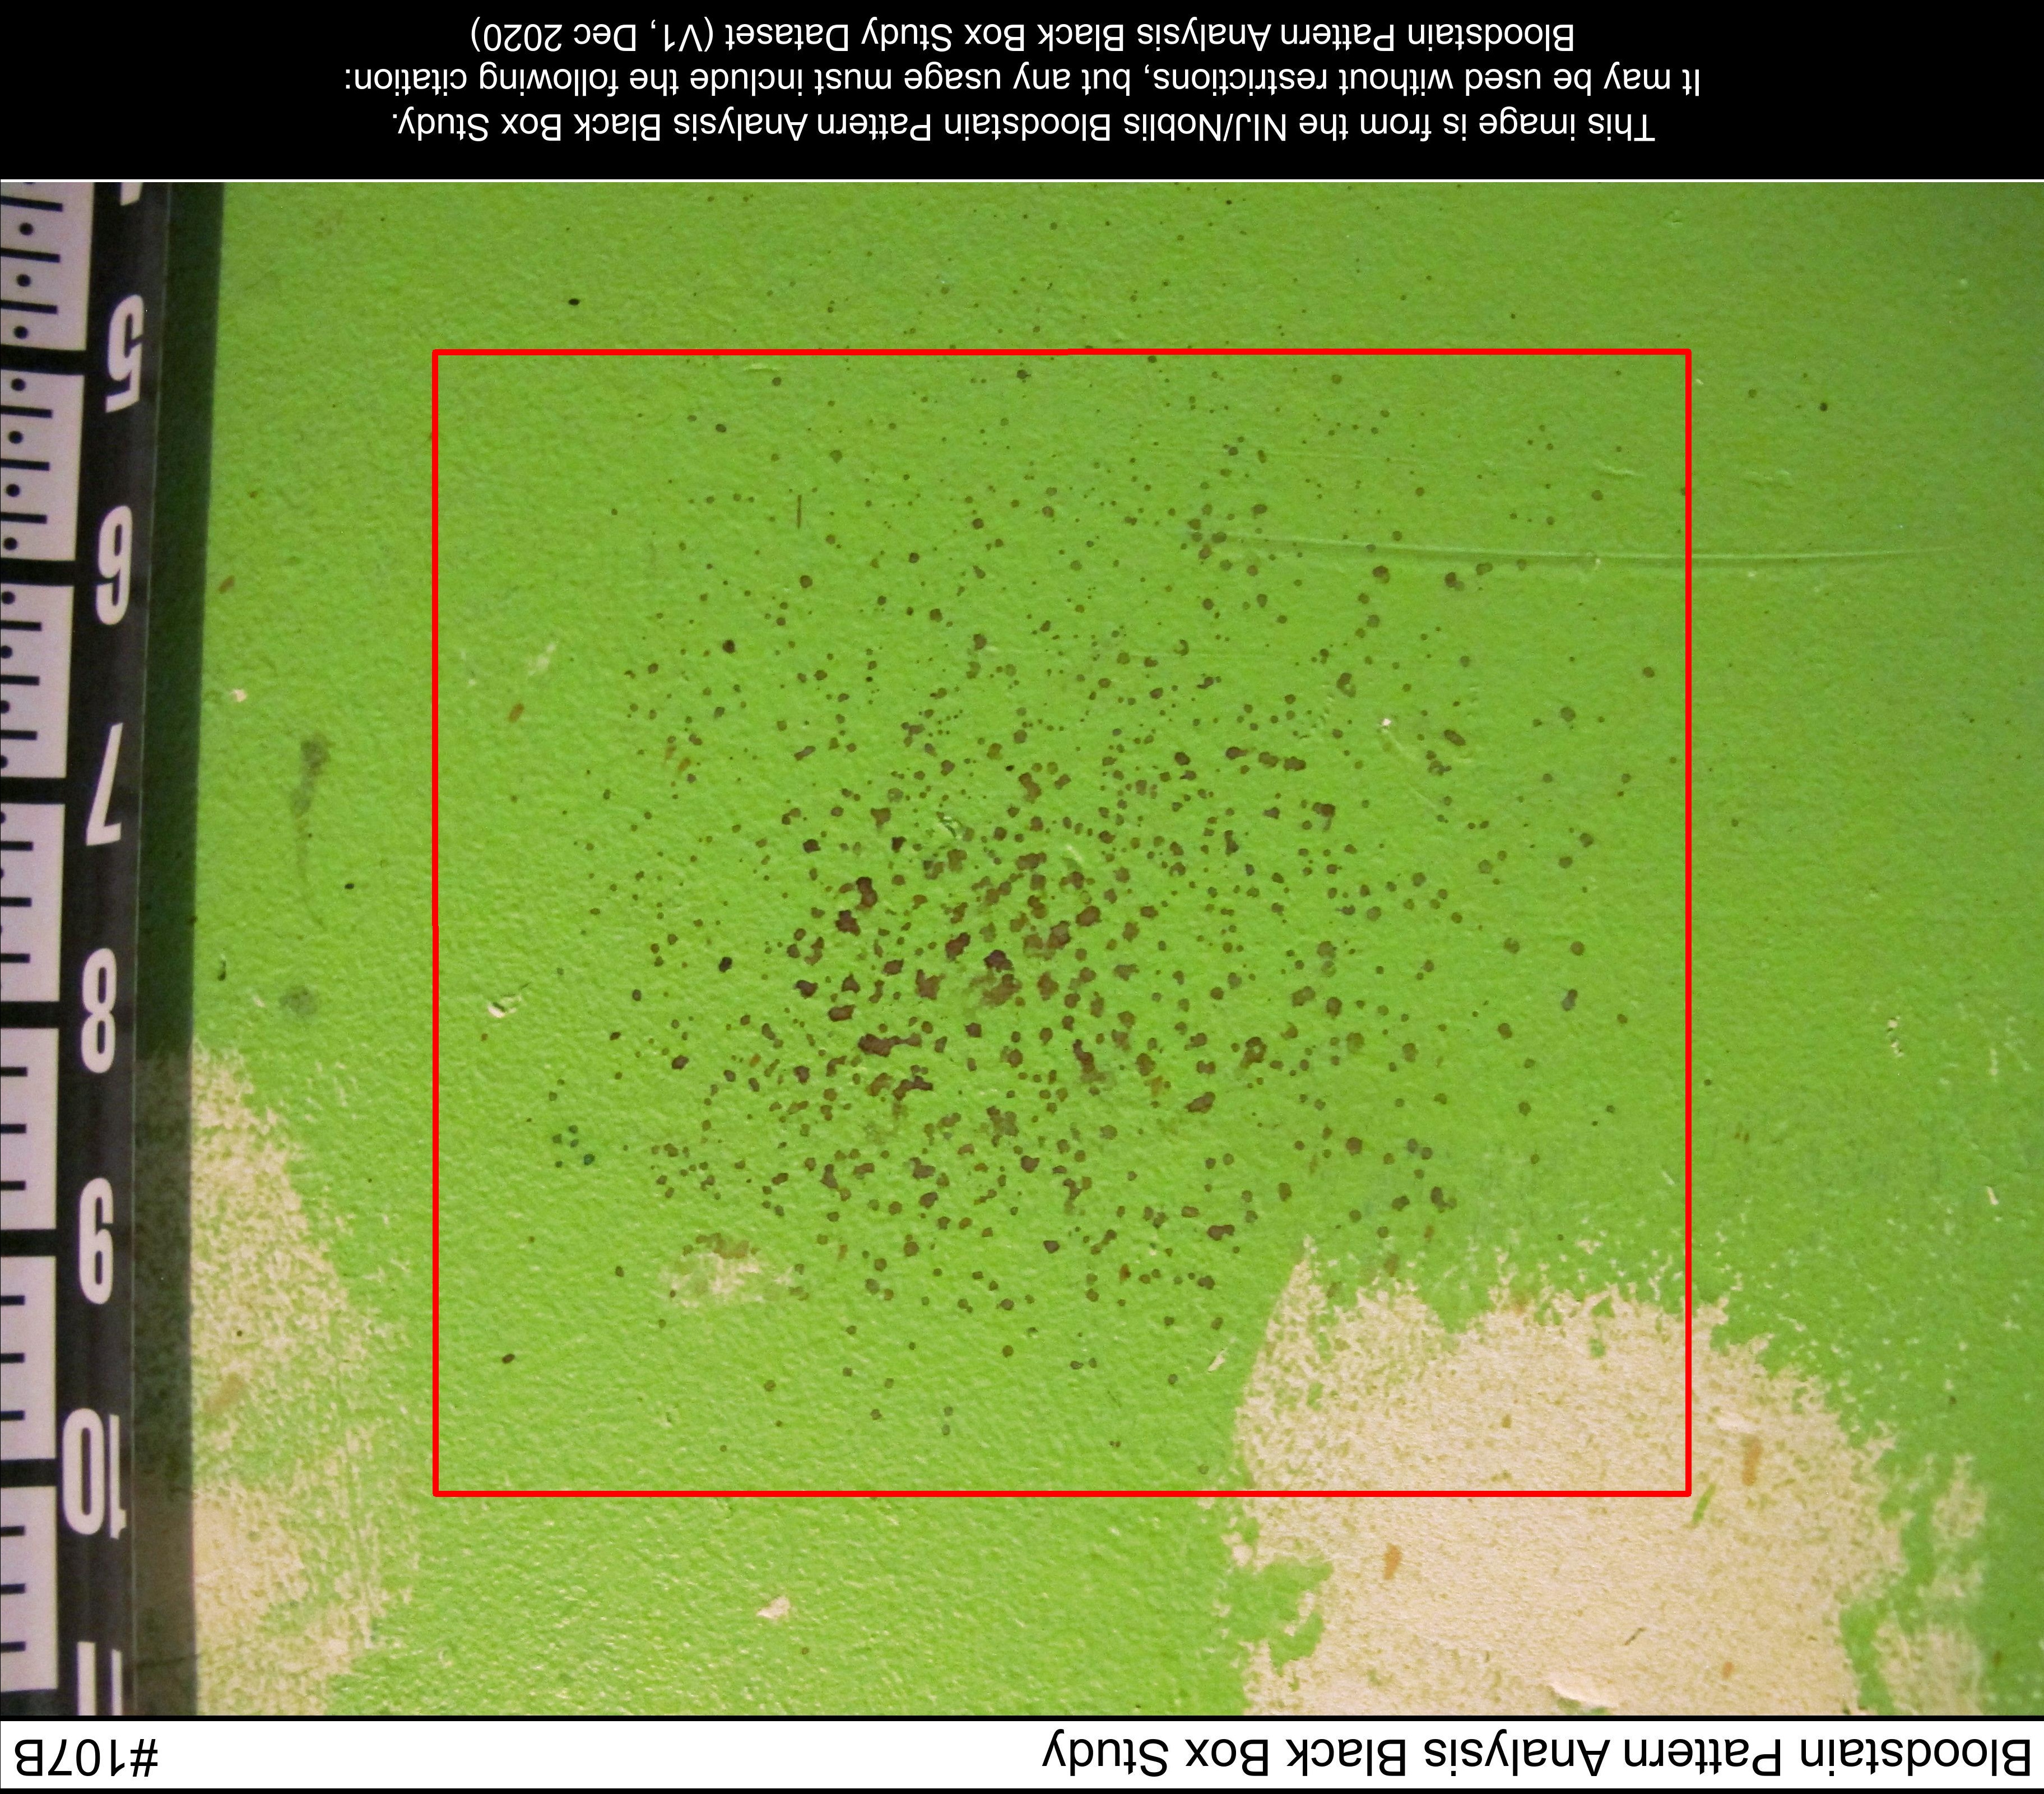 Bloodstain Pattern Analysis Black Box Study
#107B
11
10
9
8
7
6
5
This image is from the NIJ/Noblis Bloodstain Pattern Analysis Black Box Study.
It may be used without restrictions, but any usage must include the following citation:
Bloodstain Pattern Analysis Black Box Study Dataset (V1, Dec 2020)